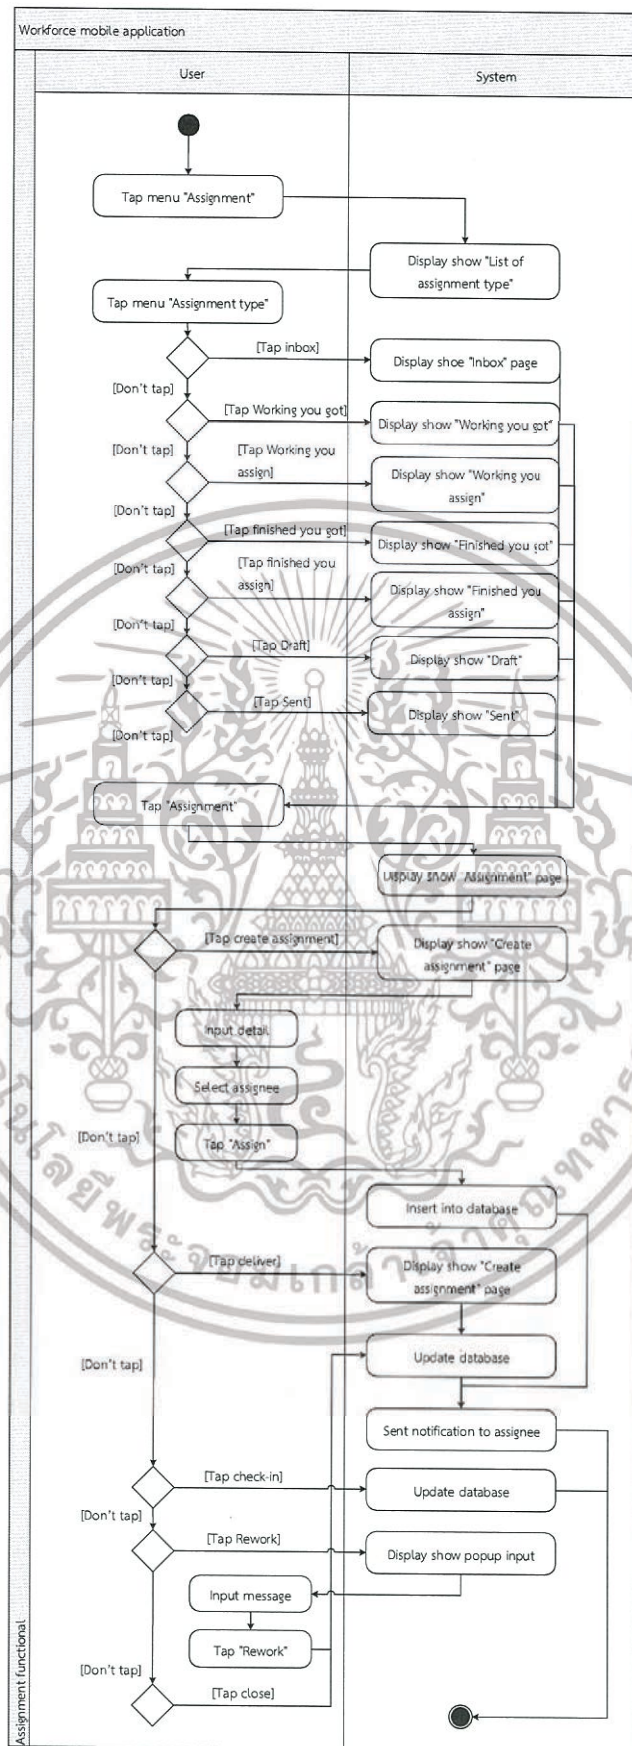 Workforce mobile application
User
System
Tap menu "Assignment"
Display show "List of
assignment type"
Tap menu "Assignment type"
[Tap inbox]
Display shoe "Inbox" page
[Don't tap]
[Tap Working you got]
Display show "Working you got"
[Don't tap]
[Tap Working you
assign]
Display show "Working you
assign"
[Don't tap]
[Tap finished you got]
Display show "Finished you got"
[Don't tap]
[Tap finished you
assign]
Display show "Finished you
assign"
[Don't tap]
[Tap Draft]
Display show "Draft"
[Don't tap]
[Tap Sent]
Display show "Sent"
[Don't tap]
Tap "Assignment"
Display show "Assignment" page
[Tap create assignment]
Display show "Create
assignment" page
Input detail
Select assignee
[Don't tap]
Tap "Assign"
Insert into database
[Tap deliver]
Display show "Create
assignment" page
Update database
[Don't tap]
Sent notification to assignee
[Tap check-in]
Update database
[Don't tap]
[Tap Rework]
Display show popup input
Input message
Tap "Rework"
[Don't tap]
[Tap close]
Assignment functional